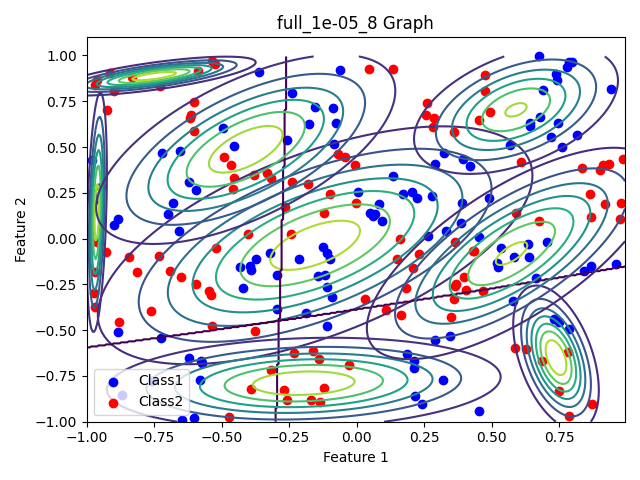 full_1e-05_8 Graph
1.00
0.75
0.50
0.25
0.00
−0.25
−0.50
−0.75
−1.00
Feature 2
Class1
Class2
−1.00 −0.75 −0.50 −0.25 0.00 0.25 0.50 0.75
Feature 1